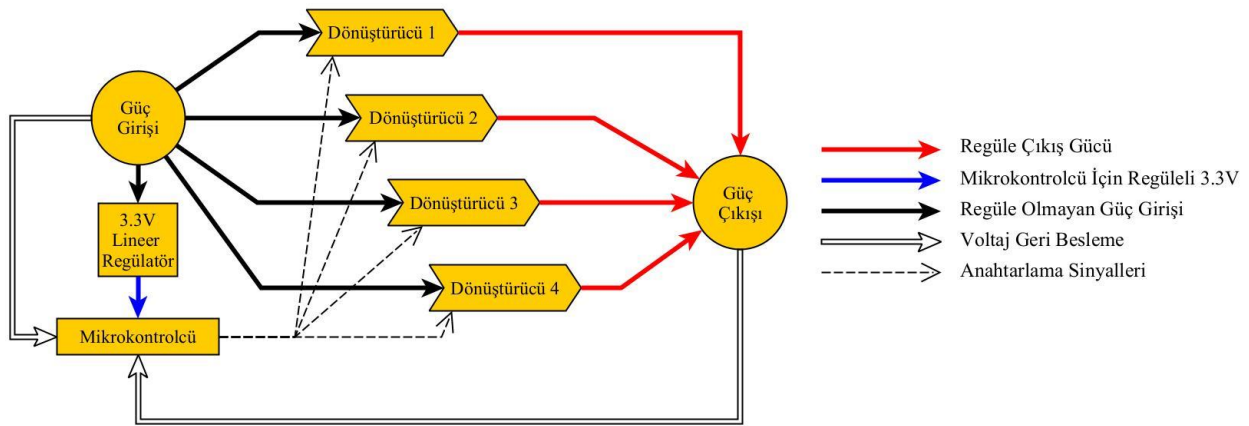 Güç
Girişi
3.3V
Lineer
Regülatör
Mikrokontrolcü
Dönüştürücü 1
Dönüştürücü 2
Dönüştürücü 3
Dönüştürücü 4
Güç
Çıkışı
Regüle Çıkış Gücü
Mikrokontrolcü İçin Regüleli 3.3V
Regüle Olmayan Güç Girişi
Voltaj Geri Besleme
Anahtarlama Sinyalleri